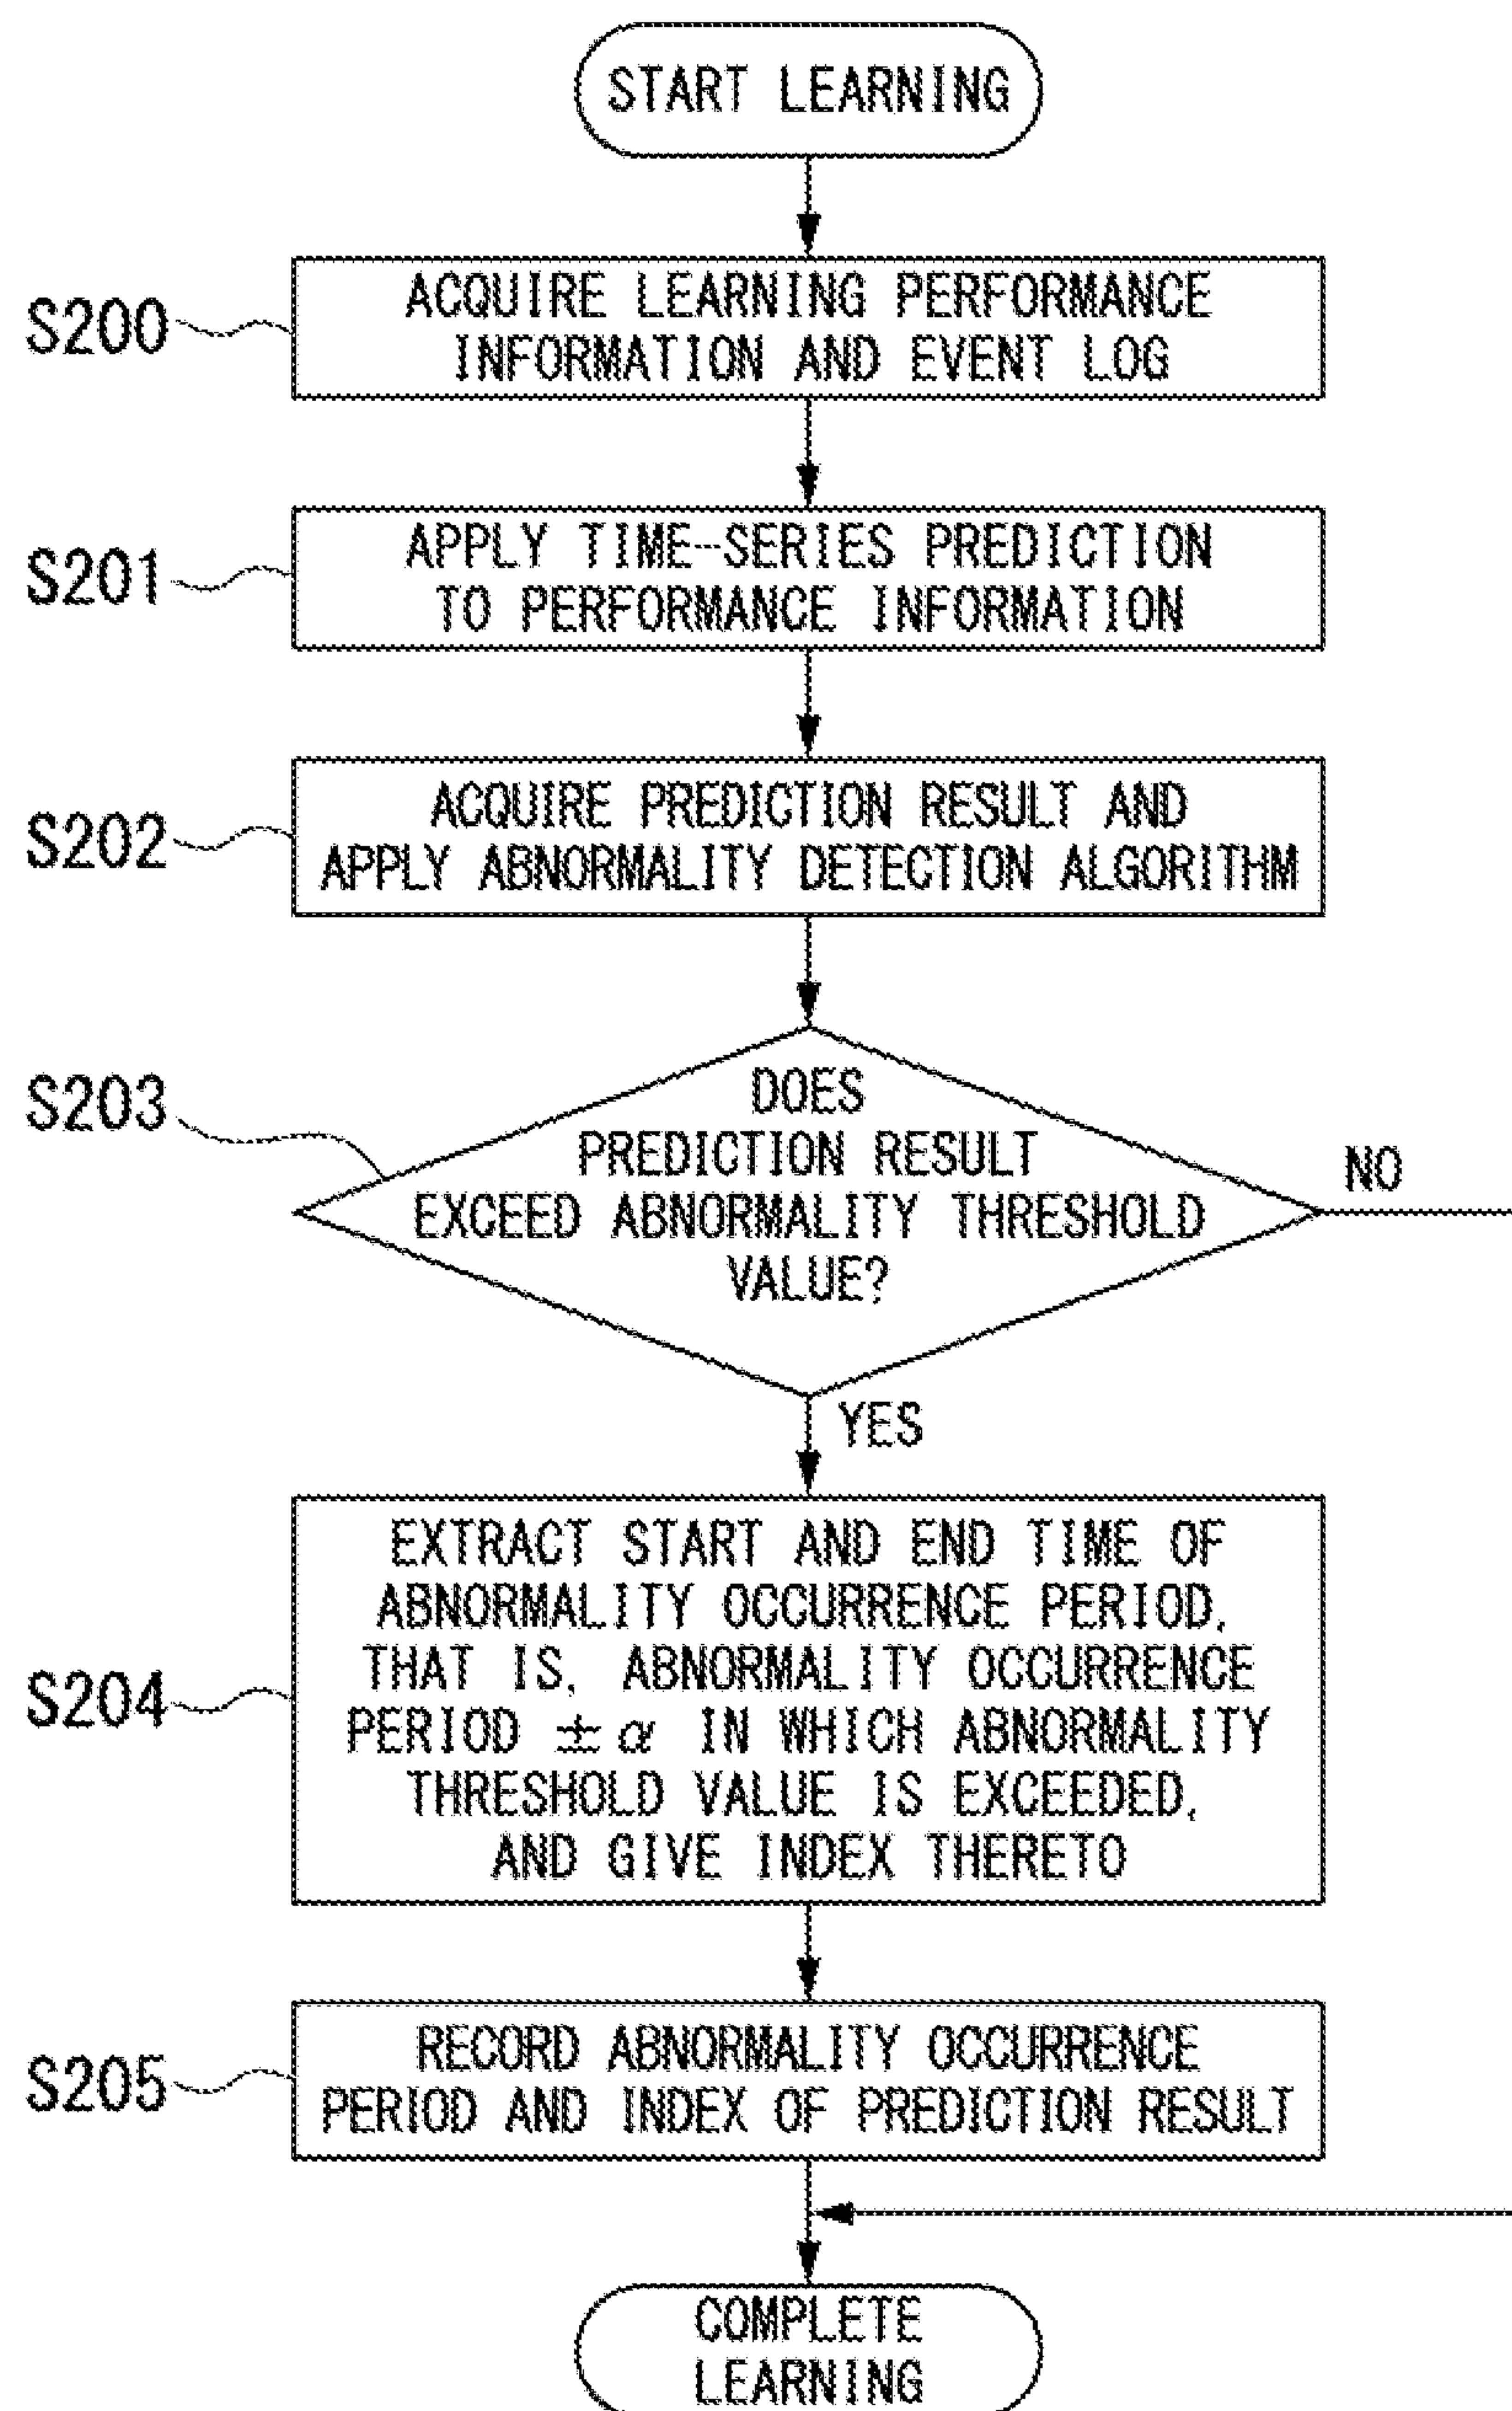 START LEARNING
S200
ACQUIRE LEARNING PERFORMANCE
INFORMATION AND EVENT LOG
S201
APPLY TIME-SERIES PREDICTION
TO PERFORMANCE INFORMATION
S202
ACQUIRE PREDICTION RESULT AND
APPLY ABNORMALITY DETECTION ALGORITHM
S203
DOES
PREDICTION RESULT
EXCEED ABNORMALITY THRESHOLD
VALUE?
NO
YES
S204
EXTRACT START AND END TIME OF
ABNORMALITY OCCURRENCE PERIOD,
THAT IS, ABNORMALITY OCCURRENCE
PERIOD ±α IN WHICH ABNORMALITY
THRESHOLD VALUE IS EXCEEDED,
AND GIVE INDEX THERETO
S205
RECORD ABNORMALITY OCCURRENCE
PERIOD AND INDEX OF PREDICTION RESULT
COMPLETE
LEARNING